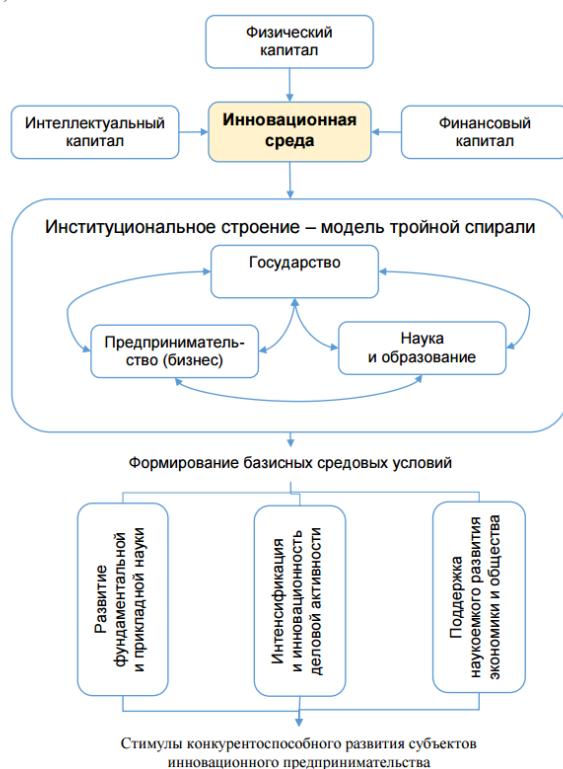 Физический
капитал
Интеллектуальный
капитал
Инновационная
среда
Финансовый
капитал
Институциональное строение – модель тройной спирали
Государство
Предприниматель-
ство (бизнес)
Наука
и образование
Формирование базисных средовых условий
Развитие
фундаментальной
и прикладной науки
Интенсификация
и инновационность
деловой активности
Поддержка
наукоемкого развития
экономики и общества
Стимулы конкурентоспособного развития субъектов
инновационного предпринимательства